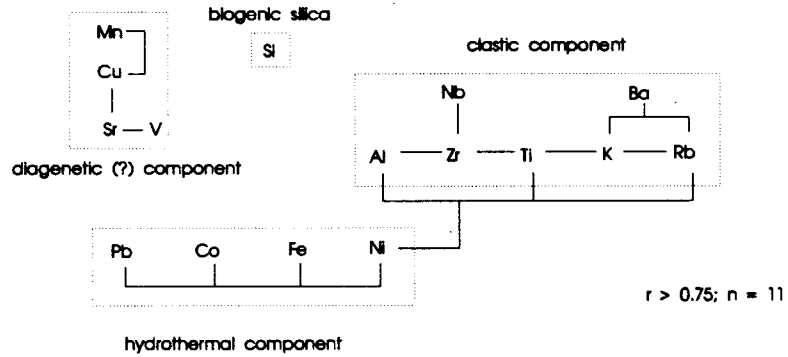 biogenic silica
Mn
Si
clastic component
Cu
Nb Ba
Sr V
Al Zr Ti K Rb
diagenetic (?) component
Pb Co Fe Ni
r > 0.75; n = 11
hydrothermal component